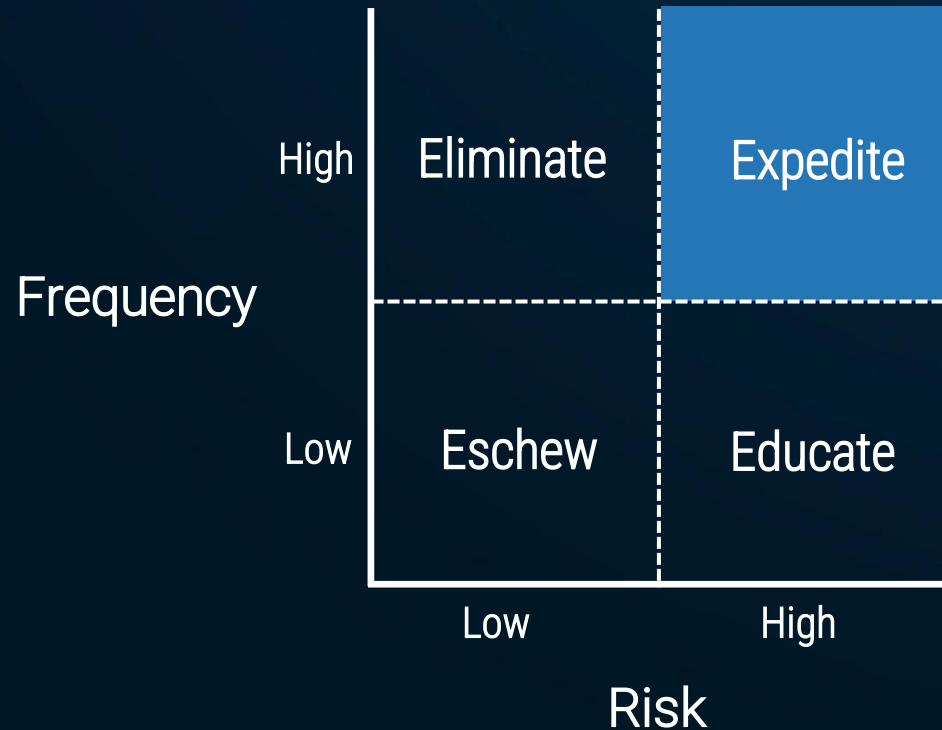 High
Eliminate
Expedite
Frequency
Low
Eschew
Educate
Low
High
Risk